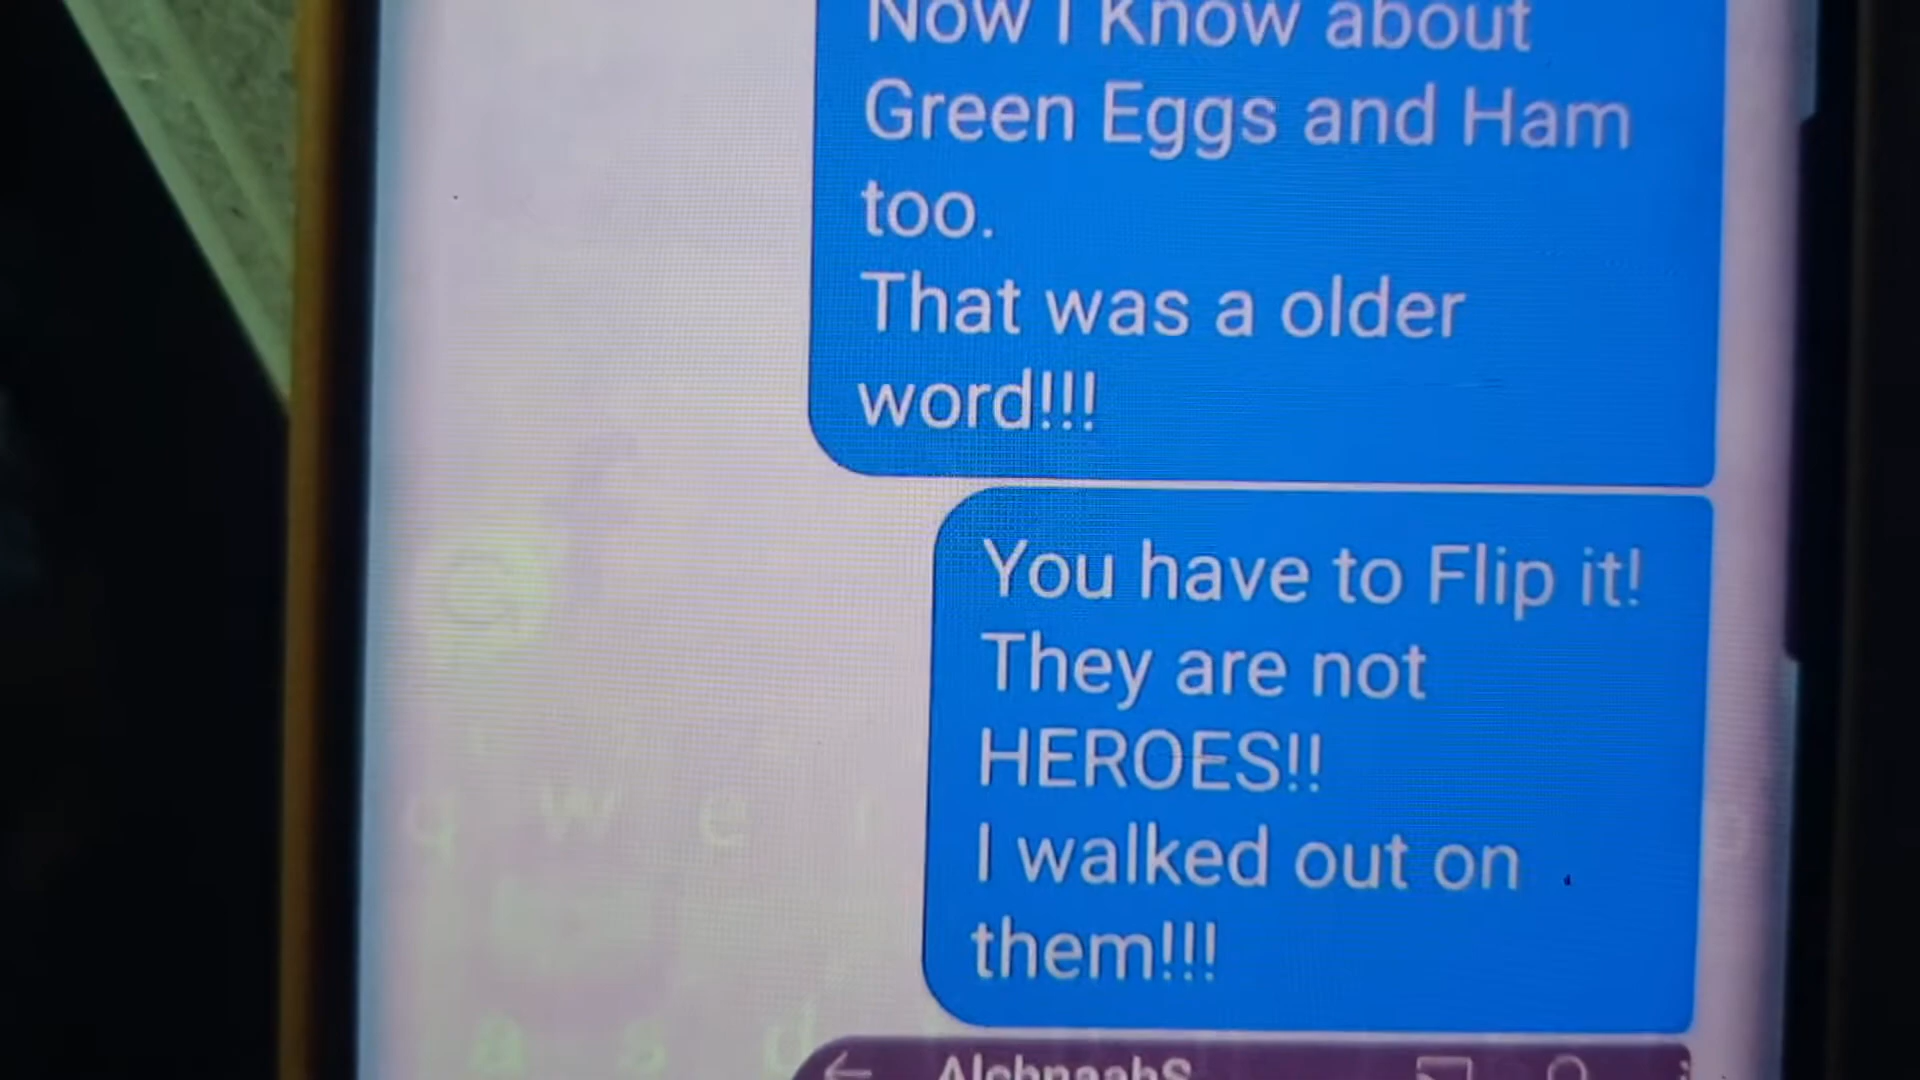 Now I Know about
Green Eggs and Ham
too.
That was a older
word!!!
You have to Flip it!
They are not
HEROES!!
I walked out on
them!!!
q w e r
a s d